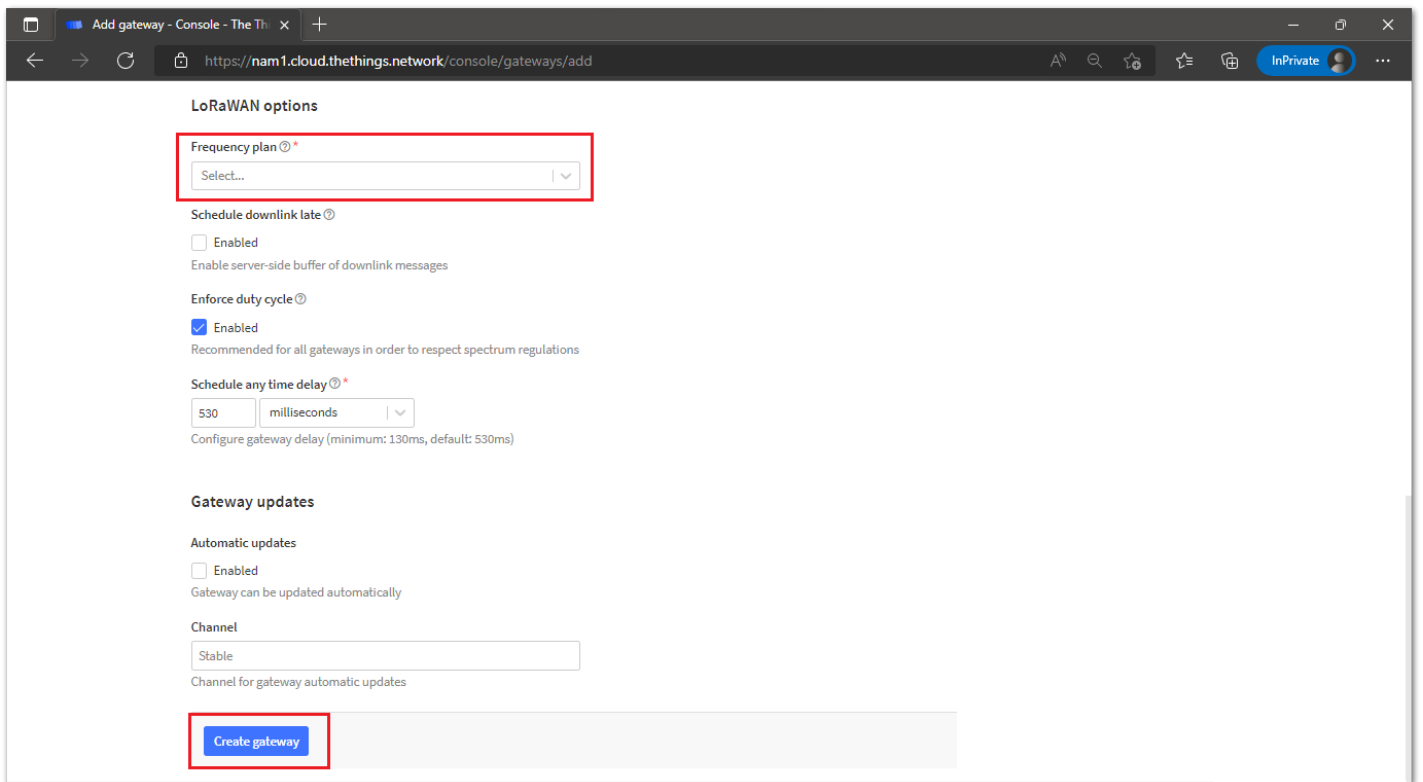 Add gateway - Console - The Thi
https://nam1.cloud.thethings.network/console/gateways/add
InPrivate
LoRaWAN options
Frequency plan *
Select...
Schedule downlink late
Enabled
Enable server-side buffer of downlink messages
Enforce duty cycle
Enabled
Recommended for all gateways in order to respect spectrum regulations
Schedule any time delay *
530 milliseconds
Configure gateway delay (minimum: 130ms, default: 530ms)
Gateway updates
Automatic updates
Enabled
Gateway can be updated automatically
Channel
Stable
Channel for gateway automatic updates
Create gateway